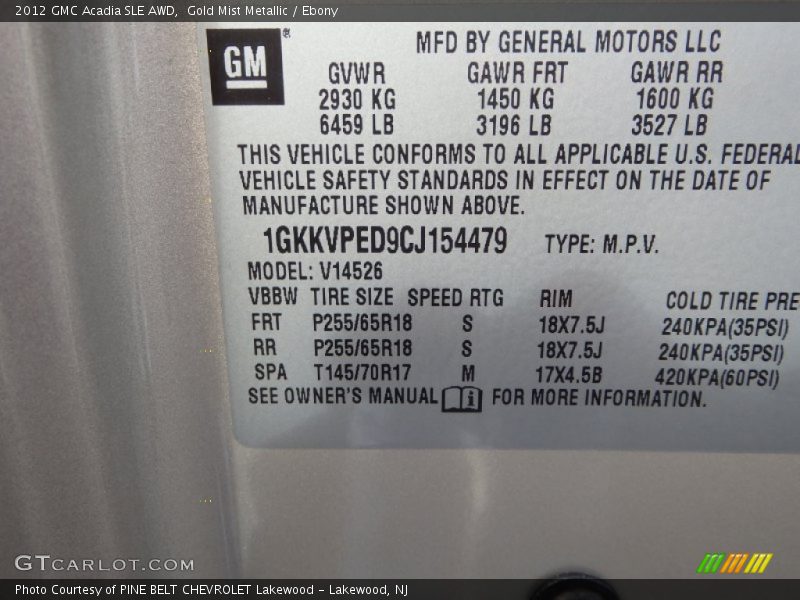 2012 GMC Acadia SLE AWD, Gold Mist Metallic / Ebony
GM®
MFD BY GENERAL MOTORS LLC
GVWR GAWR FRT GAWR RR
2930 KG 1450 KG 1600 KG
6459 LB 3196 LB 3527 LB
THIS VEHICLE CONFORMS TO ALL APPLICABLE U.S. FEDERAL
VEHICLE SAFETY STANDARDS IN EFFECT ON THE DATE OF
MANUFACTURE SHOWN ABOVE.
1GKKVPED9CJ154479 TYPE: M.P.V.
MODEL: V14526
VBBW TIRE SIZE SPEED RTG RIM COLD TIRE PRE
FRT P255/65R18 S 18X7.5J 240KPA(35PSI)
RR P255/65R18 S 18X7.5J 240KPA(35PSI)
SPA T145/70R17 M 17X4.5B 420KPA(60PSI)
SEE OWNER'S MANUAL i FOR MORE INFORMATION.
GTCARLOT.COM
Photo Courtesy of PINE BELT CHEVROLET Lakewood - Lakewood, NJ